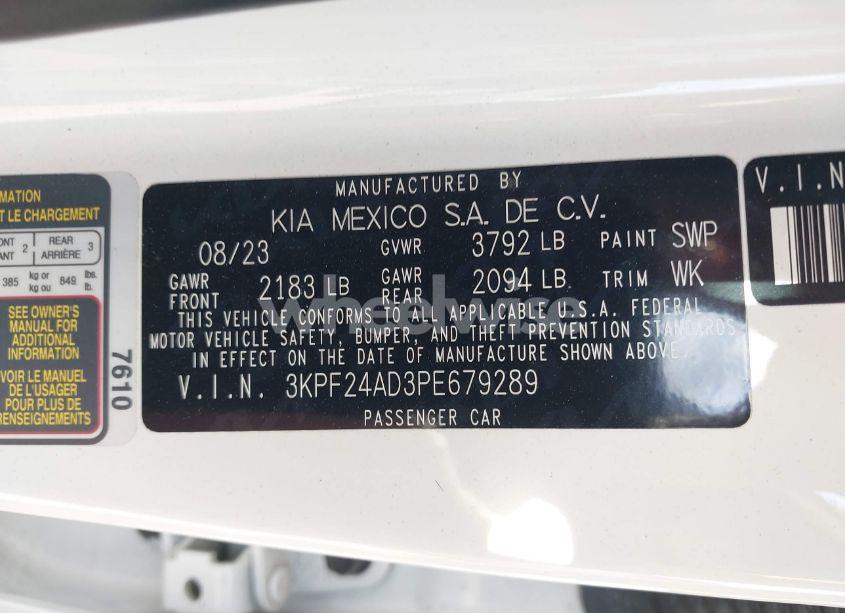 MATION
T LE CHARGEMENT
ONT 2 REAR 3
ANT ARRIÈRE
385 kg or 849 lbs.
kg ou lb.
SEE OWNER'S
MANUAL FOR
ADDITIONAL
INFORMATION
VOIR LE MANUEL
DE L'USAGER
POUR PLUS DE
RENSEIGNEMENTS
7610
MANUFACTURED BY
KIA MEXICO S.A. DE C.V.
08/23 GVWR 3792 LB PAINT SWP
GAWR FRONT 2183 LB GAWR REAR 2094 LB TRIM WK
THIS VEHICLE CONFORMS TO ALL APPLICABLE U.S.A. FEDERAL
MOTOR VEHICLE SAFETY, BUMPER, AND THEFT PREVENTION STANDARDS
IN EFFECT ON THE DATE OF MANUFACTURE SHOWN ABOVE.
V.I.N. 3KPF24AD3PE679289
PASSENGER CAR
V.I.N
wheelwise